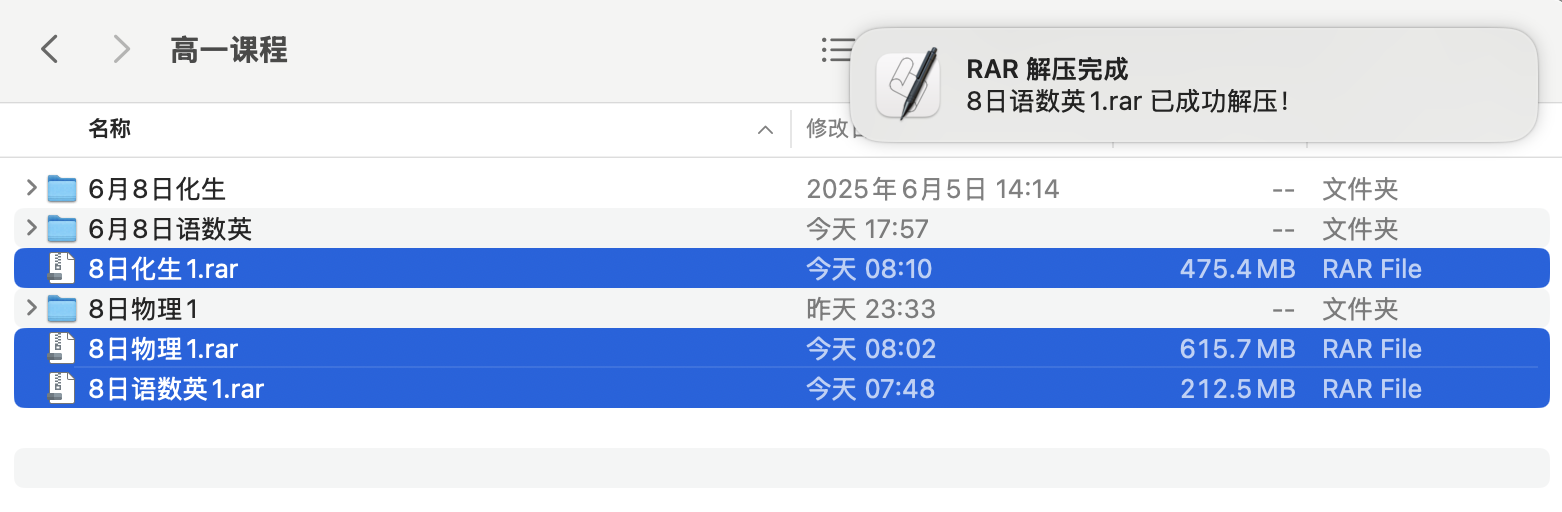 高一课程
RAR 解压完成
8日语数英1.rar 已成功解压!
名称 修改
6月8日化生 2025年6月5日 14:14 -- 文件夹
6月8日语数英 今天 17:57 -- 文件夹
8日化生1.rar 今天 08:10 475.4 MB RAR File
8日物理1 昨天 23:33 -- 文件夹
8日物理1.rar 今天 08:02 615.7 MB RAR File
8日语数英1.rar 今天 07:48 212.5 MB RAR File